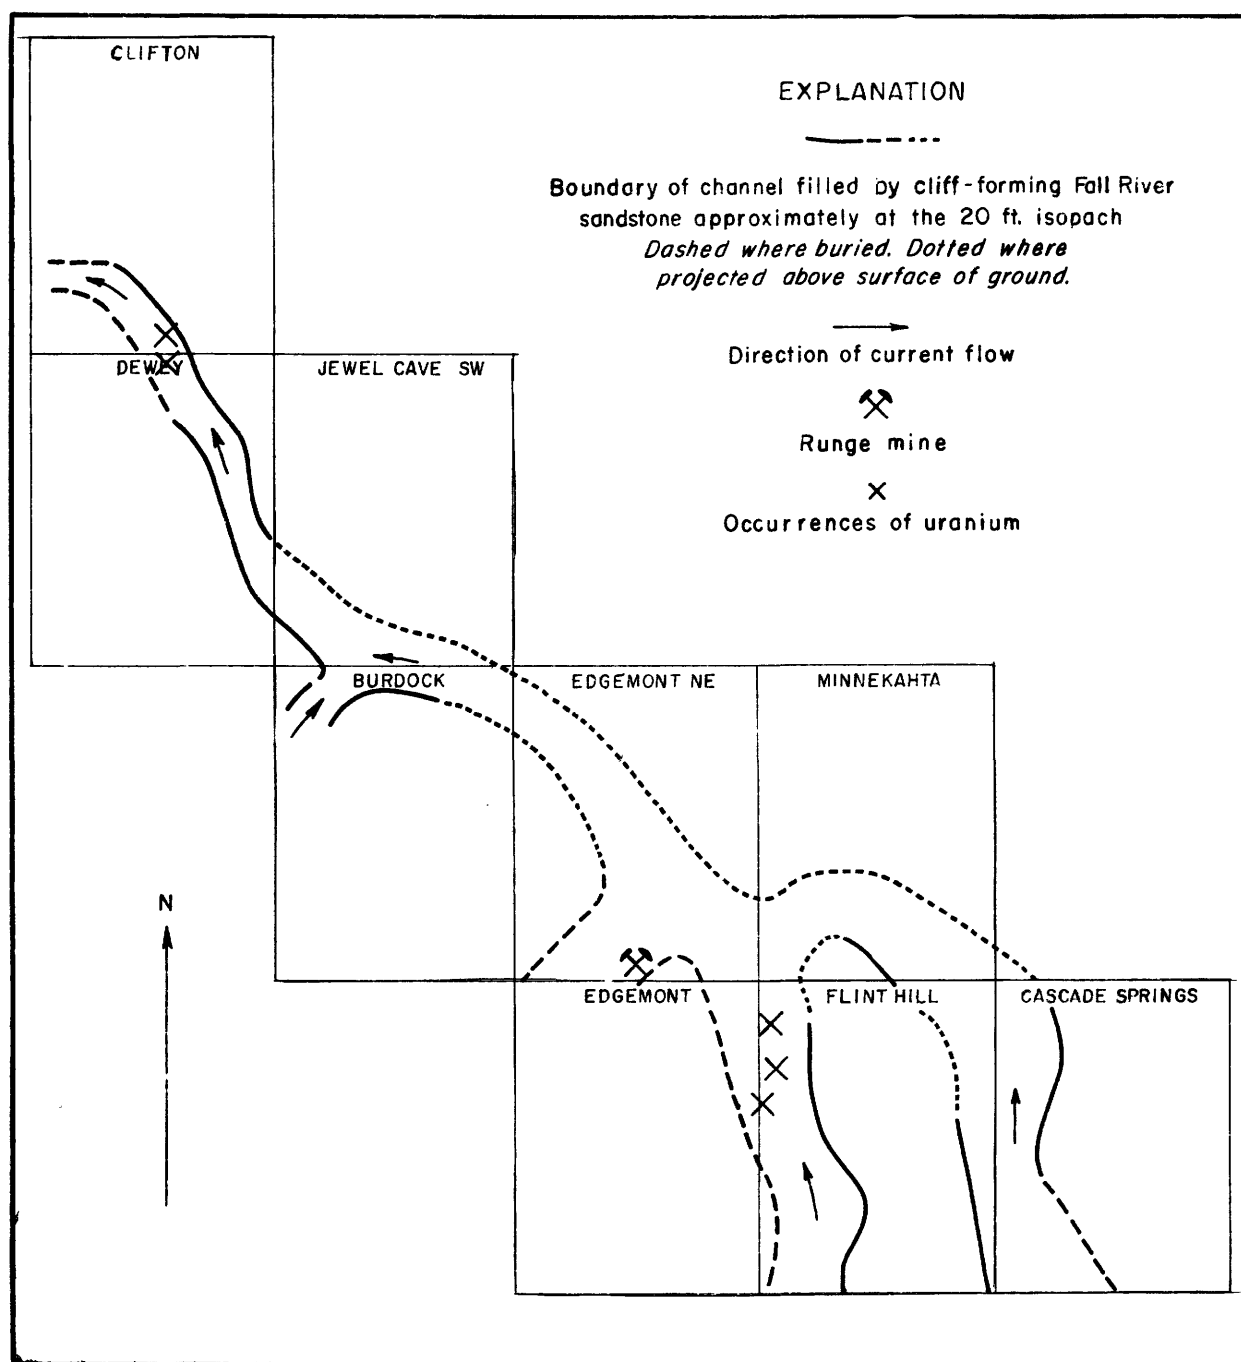 CLIFTON
EXPLANATION
Boundary of channel filled by cliff-forming Fall River
sandstone approximately at the 20 ft. isopach
Dashed where buried. Dotted where
projected above surface of ground.
Direction of current flow
Runge mine
Occurrences of uranium
DEWEY
JEWEL CAVE SW
BURDOCK
EDGEMONT NE
MINNEKAHTA
N
EDGEMONT
FLINT HILL
CASCADE SPRINGS